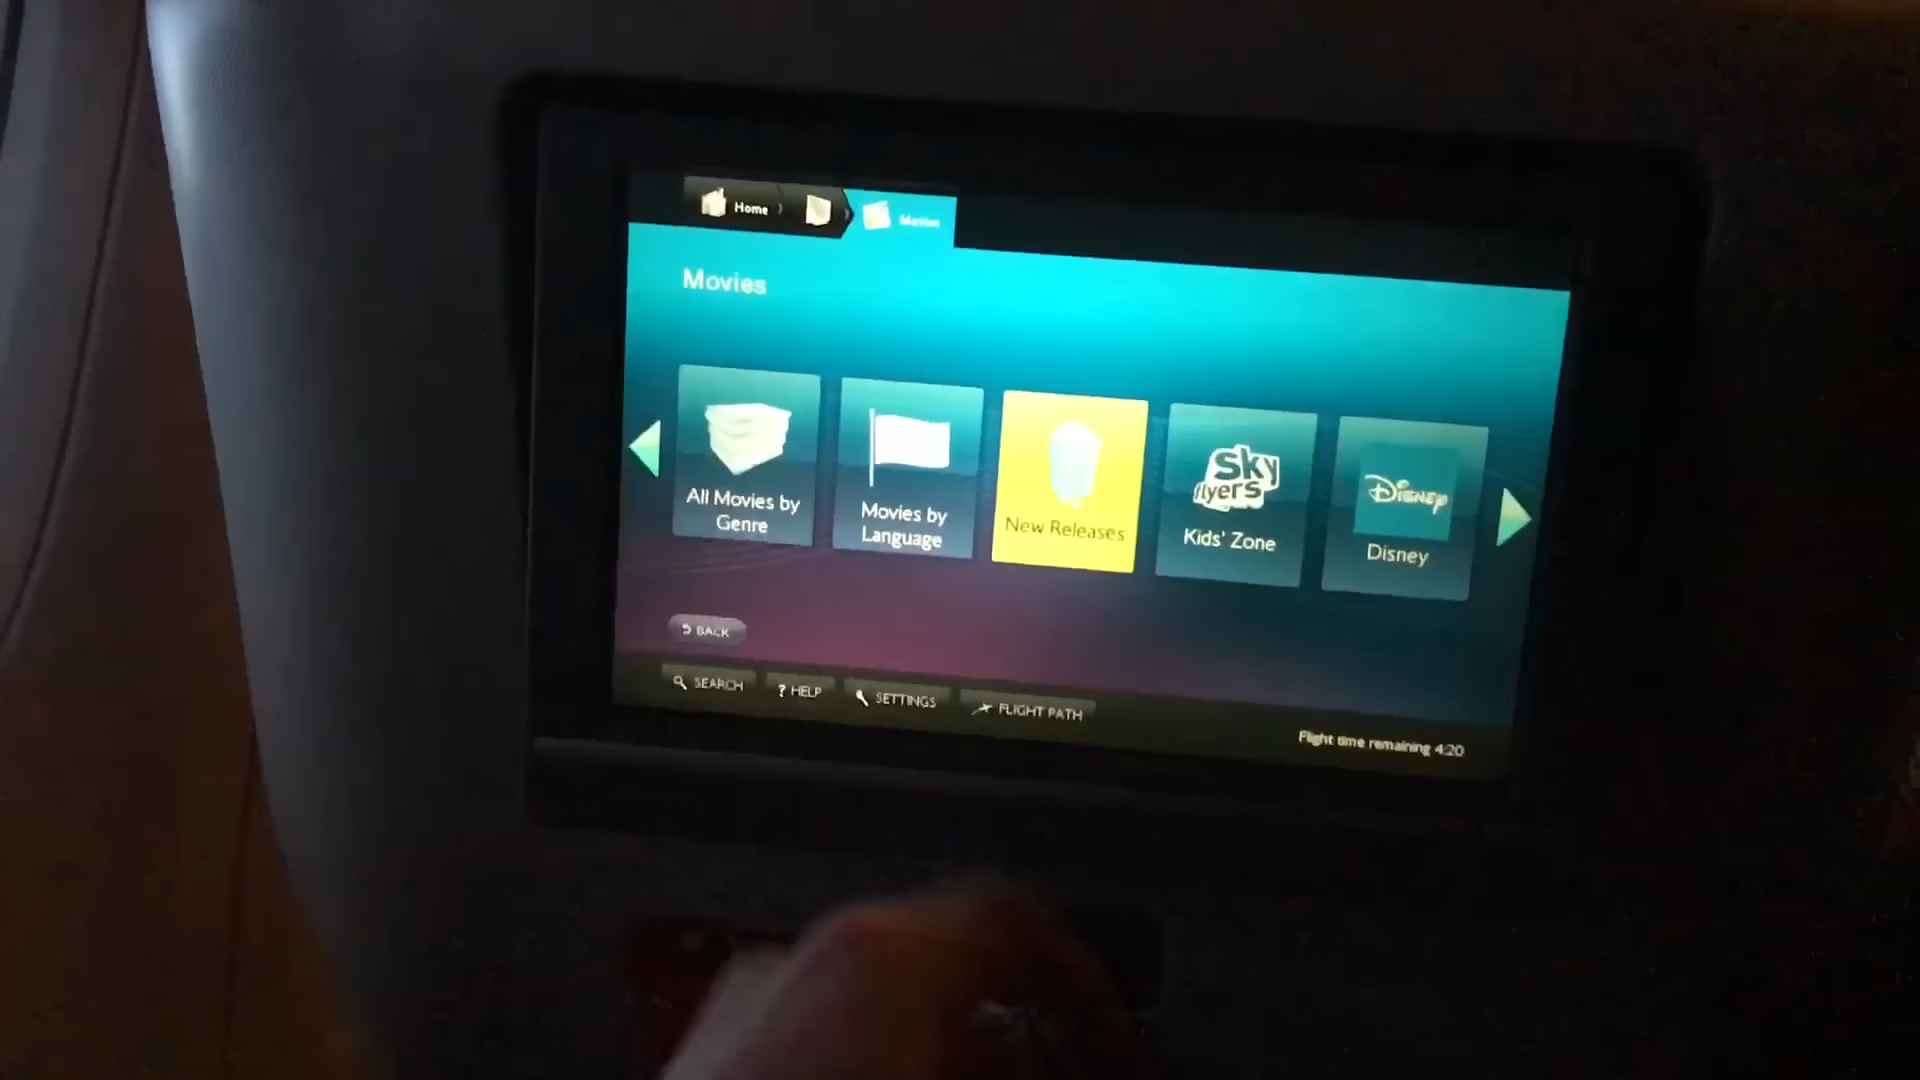 Home
Movies
Movies
All Movies by
Genre
Movies by
Language
New Releases
Sky
flyers
Kids' Zone
Disney
Disney
BACK
SEARCH
? HELP
SETTINGS
FLIGHT PATH
Flight time remaining 4:20